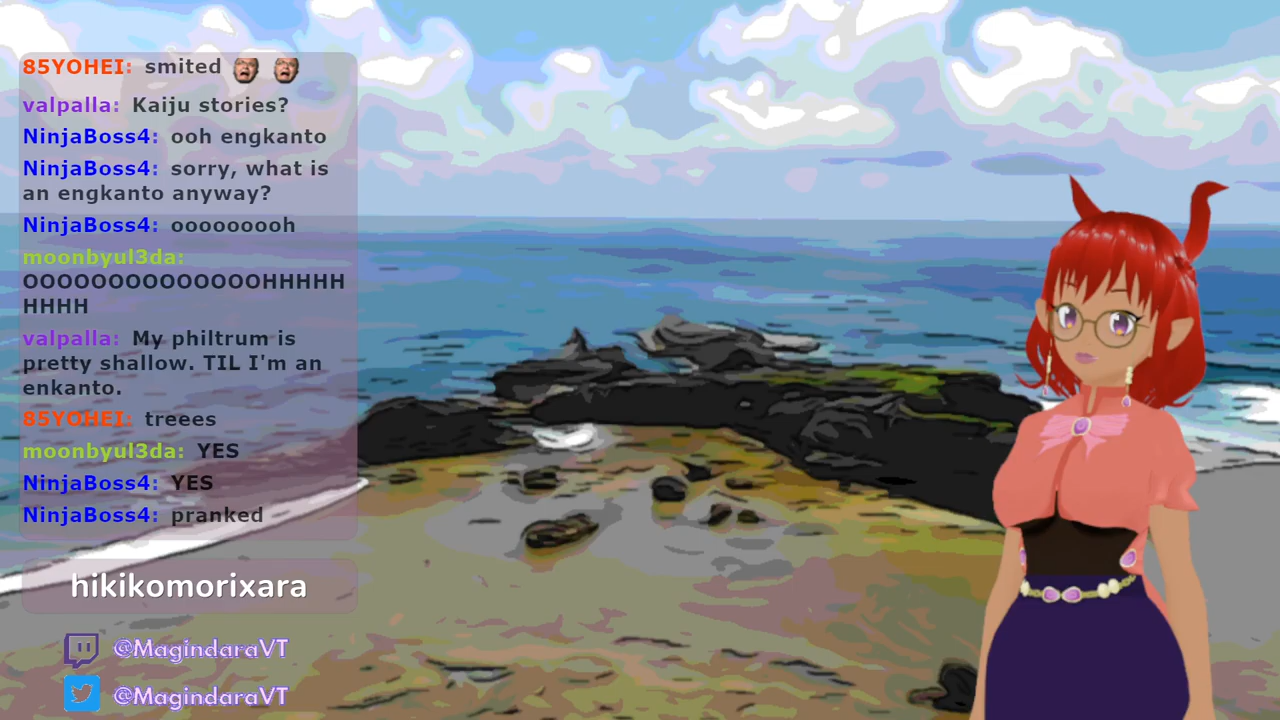 85YOHEI: smited
valpalla: Kaiju stories?
NinjaBoss4: ooh engkanto
NinjaBoss4: sorry, what is
an engkanto anyway?
NinjaBoss4: ooooooooh
moonbyul3da:
OOOOOOOOOOOOOOHHHHH
HHHH
valpalla: My philtrum is
pretty shallow. TIL I'm an
enkanto.
85YOHEI: treees
moonbyul3da: YES
NinjaBoss4: YES
NinjaBoss4: pranked
hikikomorixara
@MagindaraVT
@MagindaraVT